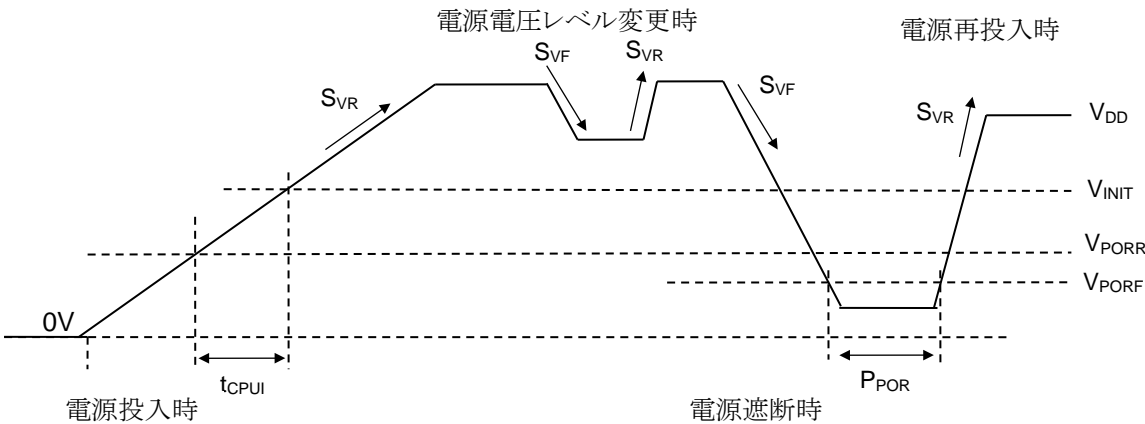 電源電圧レベル変更時
電源再投入時
SVF
SVR
SVR
SVF
SVR
VDD
VINIT
VPORR
VPORF
0V
tCPUI
PPOR
電源投入時
電源遮断時